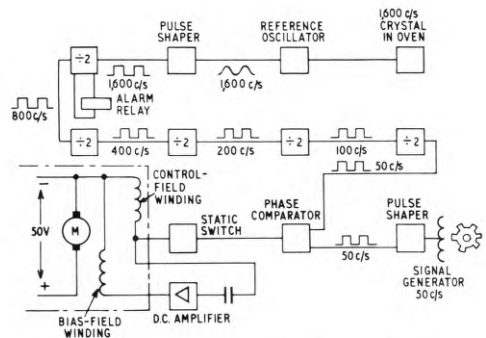 1,600 c/s
CRYSTAL
IN OVEN
REFERENCE
OSCILLATOR
PULSE
SHAPER
÷2
1,600 c/s
1,600 c/s
ALARM
RELAY
800 c/s
÷2
400 c/s
÷2
200 c/s
÷2
100 c/s
÷2
50 c/s
CONTROL-
FIELD
WINDING
STATIC
SWITCH
PHASE
COMPARATOR
PULSE
SHAPER
50 c/s
SIGNAL
GENERATOR
50 c/s
–
50V
+
M
D.C. AMPLIFIER
BIAS-FIELD
WINDING